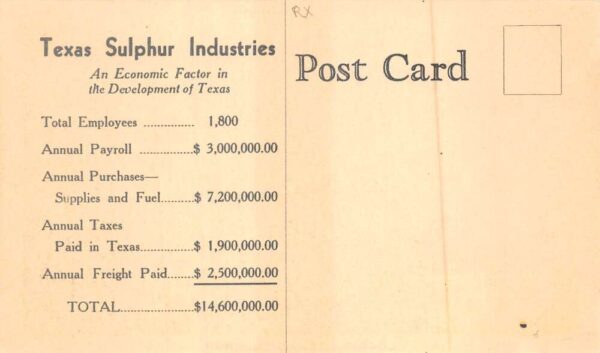 Texas Sulphur Industries
An Economic Factor in
the Development of Texas
Total Employees .............. 1,800
Annual Payroll ............$ 3,000,000.00
Annual Purchases—
Supplies and Fuel..........$ 7,200,000.00
Annual Taxes
Paid in Texas...............$ 1,900,000.00
Annual Freight Paid.......$ 2,500,000.00
TOTAL....................$14,600,000.00
RX
Post Card